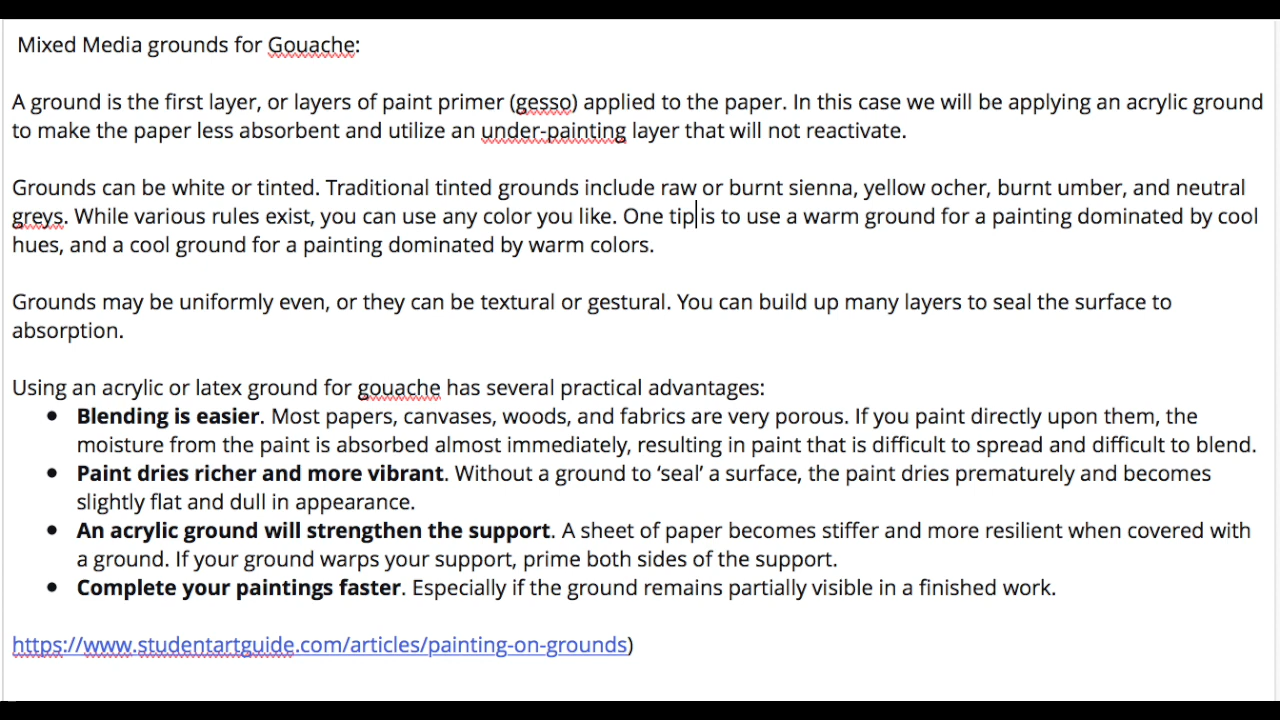 Mixed Media grounds for Gouache:
A ground is the first layer, or layers of paint primer (gesso) applied to the paper. In this case we will be applying an acrylic ground
to make the paper less absorbent and utilize an under-painting layer that will not reactivate.
Grounds can be white or tinted. Traditional tinted grounds include raw or burnt sienna, yellow ocher, burnt umber, and neutral
greys. While various rules exist, you can use any color you like. One tip is to use a warm ground for a painting dominated by cool
hues, and a cool ground for a painting dominated by warm colors.
Grounds may be uniformly even, or they can be textural or gestural. You can build up many layers to seal the surface to
absorption.
Using an acrylic or latex ground for gouache has several practical advantages:
• Blending is easier. Most papers, canvases, woods, and fabrics are very porous. If you paint directly upon them, the
moisture from the paint is absorbed almost immediately, resulting in paint that is difficult to spread and difficult to blend.
• Paint dries richer and more vibrant. Without a ground to ‘seal’ a surface, the paint dries prematurely and becomes
slightly flat and dull in appearance.
• An acrylic ground will strengthen the support. A sheet of paper becomes stiffer and more resilient when covered with
a ground. If your ground warps your support, prime both sides of the support.
• Complete your paintings faster. Especially if the ground remains partially visible in a finished work.
https://www.studentartguide.com/articles/painting-on-grounds)